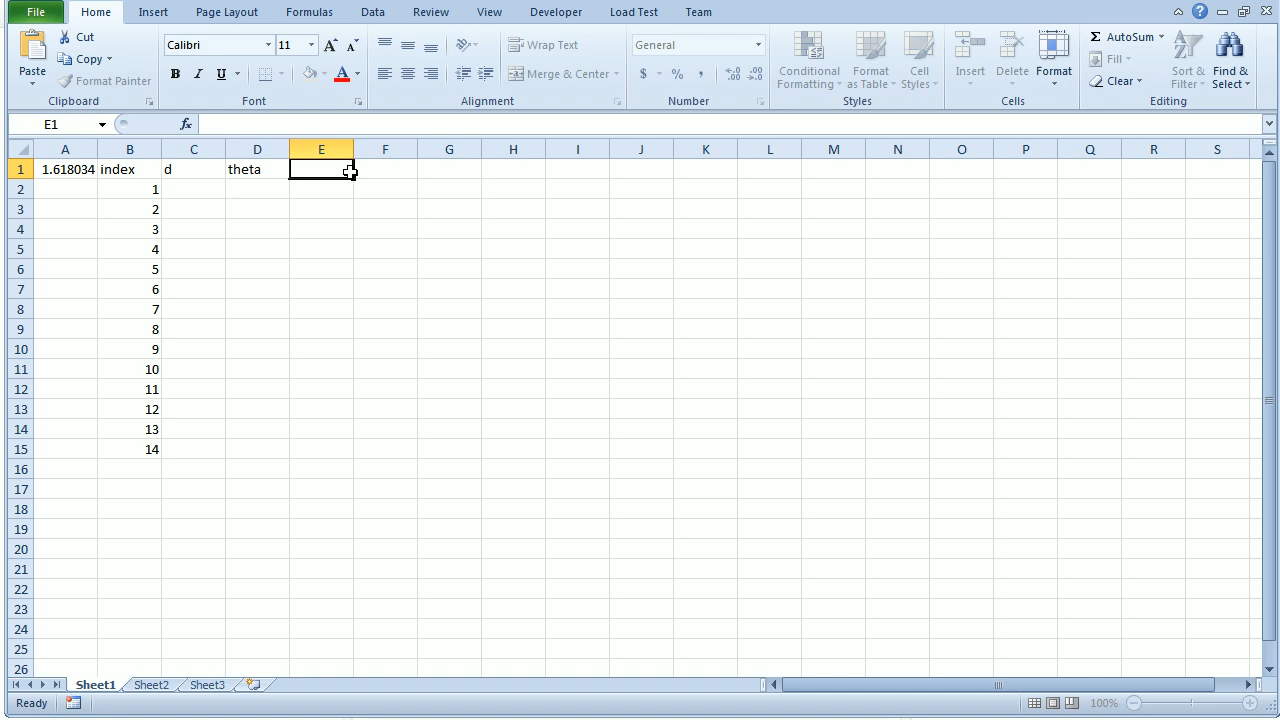 File Home Insert Page Layout Formulas Data Review View Developer Load Test Team
Paste
Cut
Copy
Format Painter
Clipboard
Calibri 11
B I U
Font
Wrap Text
Merge & Center
Alignment
General
$ % ,
Number
Conditional Formatting
Format as Table
Cell Styles
Styles
Insert Delete Format
Cells
Σ AutoSum
Fill
Clear
Sort & Filter
Find & Select
Editing
E1 fx
A B C D E F G H I J K L M N O P Q R S
1 1.618034 index d theta
2 1
3 2
4 3
5 4
6 5
7 6
8 7
9 8
10 9
11 10
12 11
13 12
14 13
15 14
16
17
18
19
20
21
22
23
24
25
26
Sheet1 Sheet2 Sheet3
Ready 100%